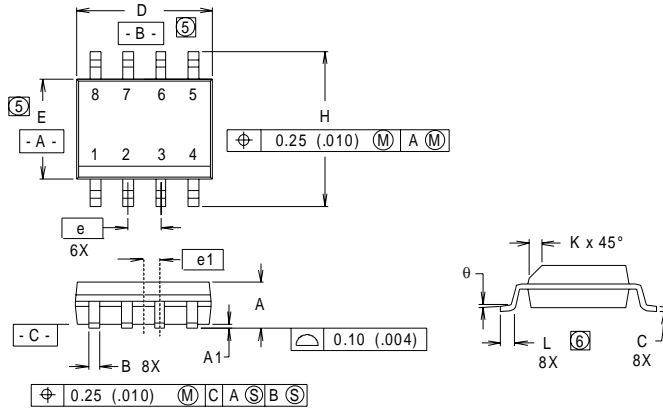 D
- B - 5
8 7 6 5
5 E
- A -
H
⌖ 0.25 (.010) Ⓜ A Ⓜ
1 2 3 4
e
6X
e1
K x 45°
θ
A
- C -
A1
⌓ 0.10 (.004)
B 8X
L 6
8X
C
8X
⌖ 0.25 (.010) Ⓜ C A Ⓢ B Ⓢ